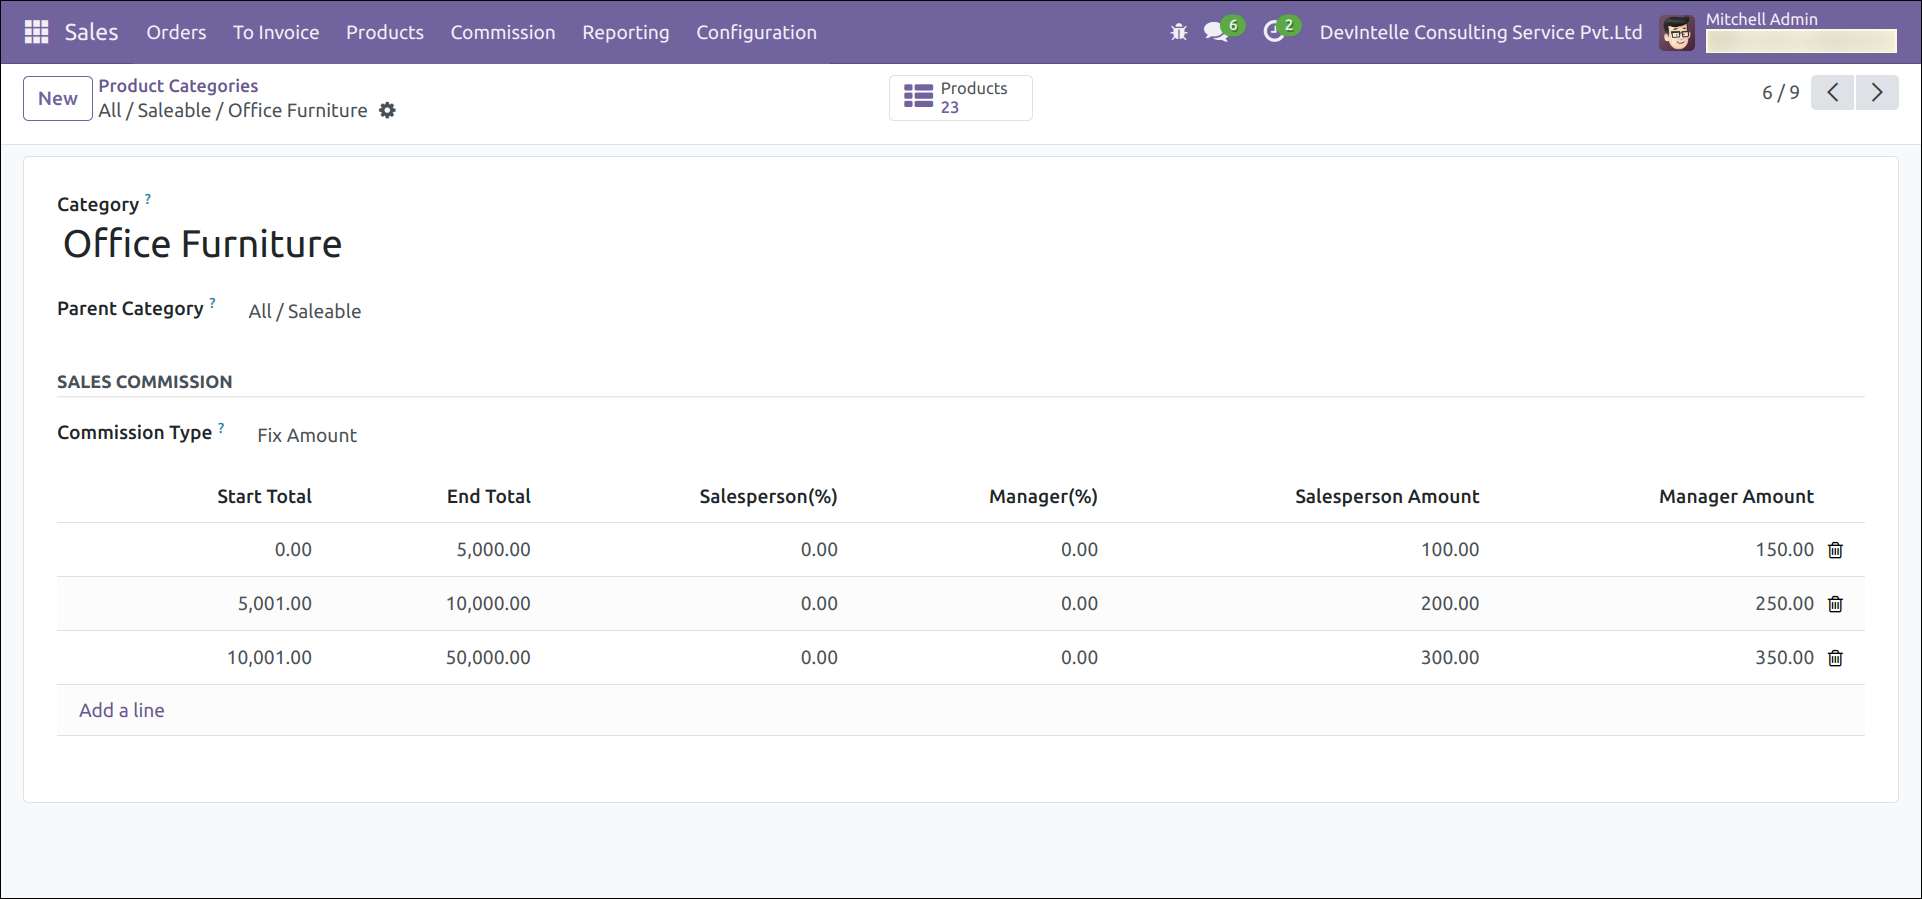 Sales Orders To Invoice Products Commission Reporting Configuration 6 2 DevIntelle Consulting Service Pvt.Ltd Mitchell Admin
New Product Categories Products 6 / 9
All / Saleable / Office Furniture 23
Category ?
Office Furniture
Parent Category ? All / Saleable
SALES COMMISSION
Commission Type ? Fix Amount
Start Total End Total Salesperson(%) Manager(%) Salesperson Amount Manager Amount
0.00 5,000.00 0.00 0.00 100.00 150.00
5,001.00 10,000.00 0.00 0.00 200.00 250.00
10,001.00 50,000.00 0.00 0.00 300.00 350.00
Add a line